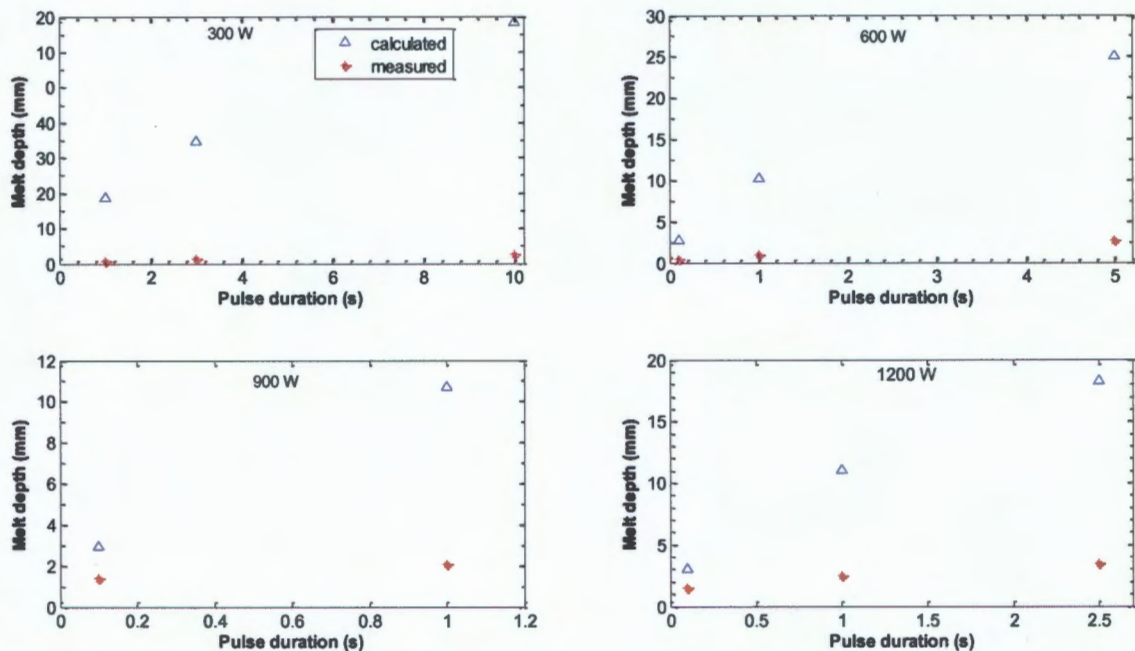 20
10
0
40
30
20
10
0
Melt depth (mm)
300 W
calculated
measured
0 2 4 6 8 10
Pulse duration (s)
30
25
20
15
10
5
0
Melt depth (mm)
600 W
0 1 2 3 4 5
Pulse duration (s)
12
10
8
6
4
2
0
Melt depth (mm)
900 W
0 0.2 0.4 0.6 0.8 1 1.2
Pulse duration (s)
20
15
10
5
0
Melt depth (mm)
1200 W
0 0.5 1 1.5 2 2.5
Pulse duration (s)